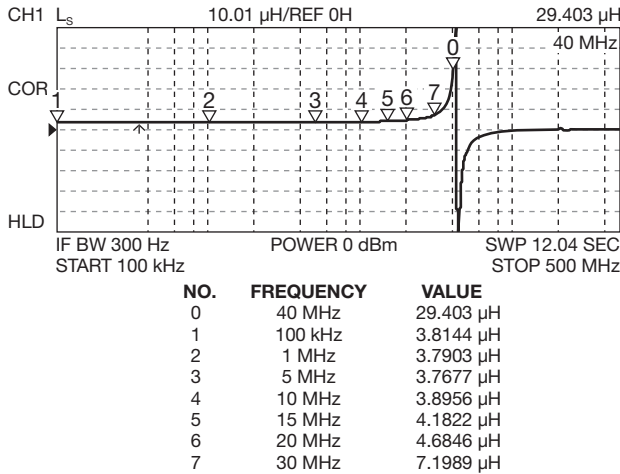 CH1 Ls 10.01 µH/REF 0H 29.403 µH
40 MHz
0
COR
1 2 3 4 5 6 7
HLD
IF BW 300 Hz POWER 0 dBm SWP 12.04 SEC
START 100 kHz STOP 500 MHz
NO. FREQUENCY VALUE
0 40 MHz 29.403 µH
1 100 kHz 3.8144 µH
2 1 MHz 3.7903 µH
3 5 MHz 3.7677 µH
4 10 MHz 3.8956 µH
5 15 MHz 4.1822 µH
6 20 MHz 4.6846 µH
7 30 MHz 7.1989 µH